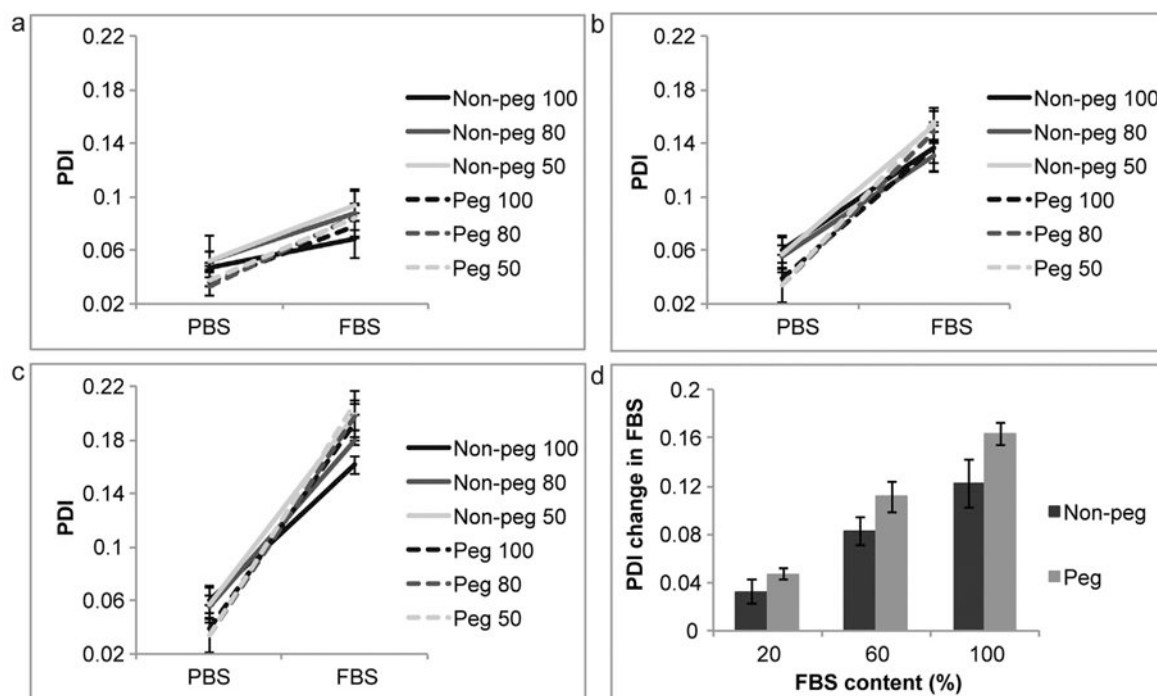 a
0.22
0.18
0.14
0.1
0.06
0.02
PDI
PBS FBS
Non-peg 100
Non-peg 80
Non-peg 50
Peg 100
Peg 80
Peg 50
b
0.22
0.18
0.14
0.1
0.06
0.02
PDI
PBS FBS
Non-peg 100
Non-peg 80
Non-peg 50
Peg 100
Peg 80
Peg 50
c
0.22
0.18
0.14
0.1
0.06
0.02
PDI
PBS FBS
Non-peg 100
Non-peg 80
Non-peg 50
Peg 100
Peg 80
Peg 50
d
0.2
0.16
0.12
0.08
0.04
0
PDI change in FBS
20 60 100
FBS content (%)
Non-peg
Peg